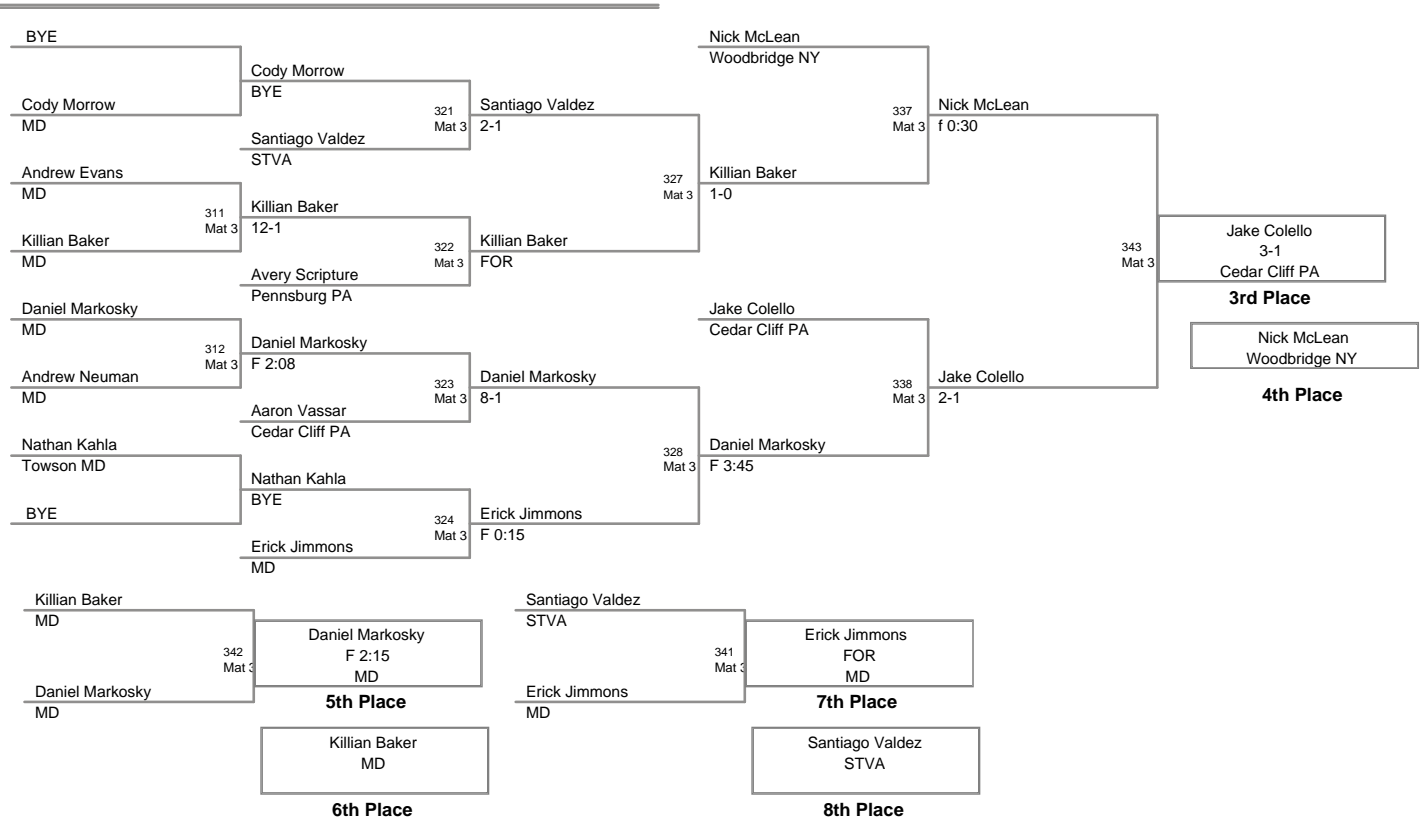 BYE
Cody Morrow
MD
Andrew Evans
MD
Killian Baker
MD
Daniel Markosky
MD
Andrew Neuman
MD
Nathan Kahla
Towson MD
BYE
Cody Morrow
BYE
Santiago Valdez
STVA
311
Mat 3
Killian Baker
12-1
Avery Scripture
Pennsburg PA
312
Mat 3
Daniel Markosky
F 2:08
Aaron Vassar
Cedar Cliff PA
Nathan Kahla
BYE
Erick Jimmons
MD
321
Mat 3
Santiago Valdez
2-1
322
Mat 3
Killian Baker
FOR
323
Mat 3
Daniel Markosky
8-1
324
Mat 3
Erick Jimmons
F 0:15
Nick McLean
Woodbridge NY
327
Mat 3
Killian Baker
1-0
Jake Colello
Cedar Cliff PA
328
Mat 3
Daniel Markosky
F 3:45
337
Mat 3
Nick McLean
f 0:30
338
Mat 3
Jake Colello
2-1
343
Mat 3
Jake Colello
3-1
Cedar Cliff PA
3rd Place
Nick McLean
Woodbridge NY
4th Place
Killian Baker
MD
Daniel Markosky
MD
342
Mat 3
Daniel Markosky
F 2:15
MD
5th Place
Killian Baker
MD
6th Place
Santiago Valdez
STVA
Erick Jimmons
MD
341
Mat 3
Erick Jimmons
FOR
MD
7th Place
Santiago Valdez
STVA
8th Place